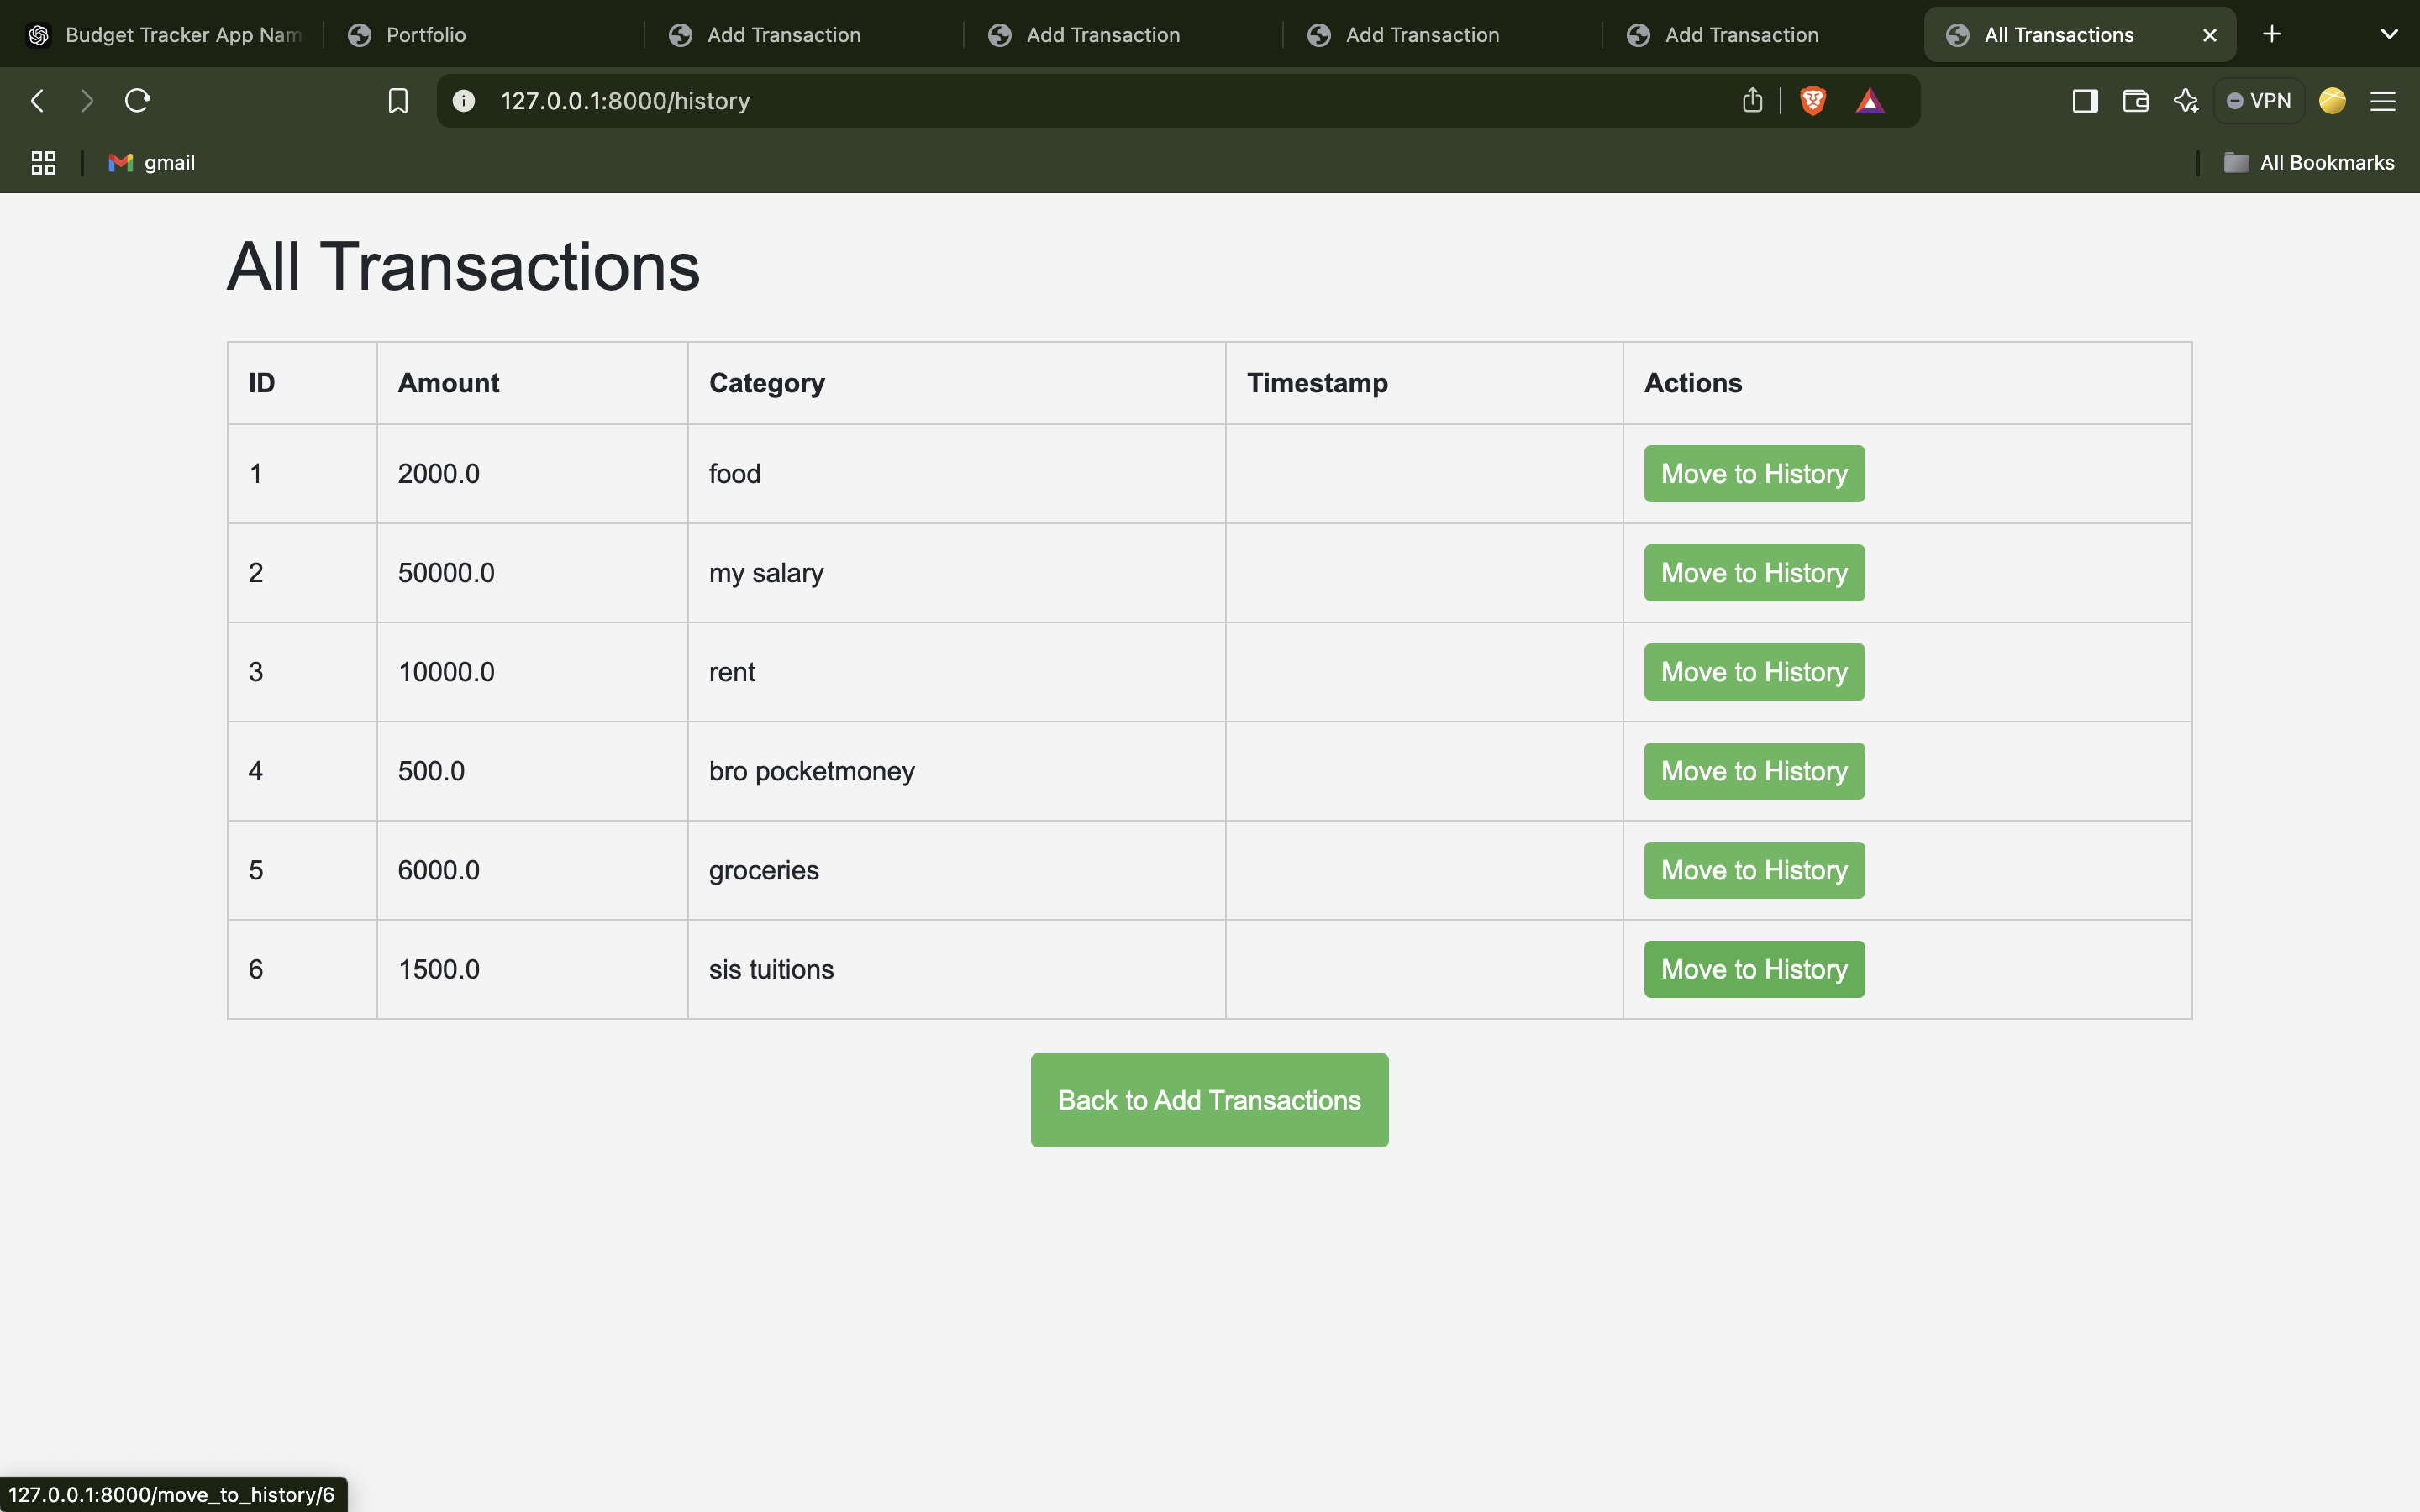 Budget Tracker App Nam
Portfolio
Add Transaction
Add Transaction
Add Transaction
Add Transaction
All Transactions
127.0.0.1:8000/history
VPN
gmail
All Bookmarks
All Transactions
ID Amount Category Timestamp Actions
1 2000.0 food Move to History
2 50000.0 my salary Move to History
3 10000.0 rent Move to History
4 500.0 bro pocketmoney Move to History
5 6000.0 groceries Move to History
6 1500.0 sis tuitions Move to History
Back to Add Transactions
127.0.0.1:8000/move_to_history/6